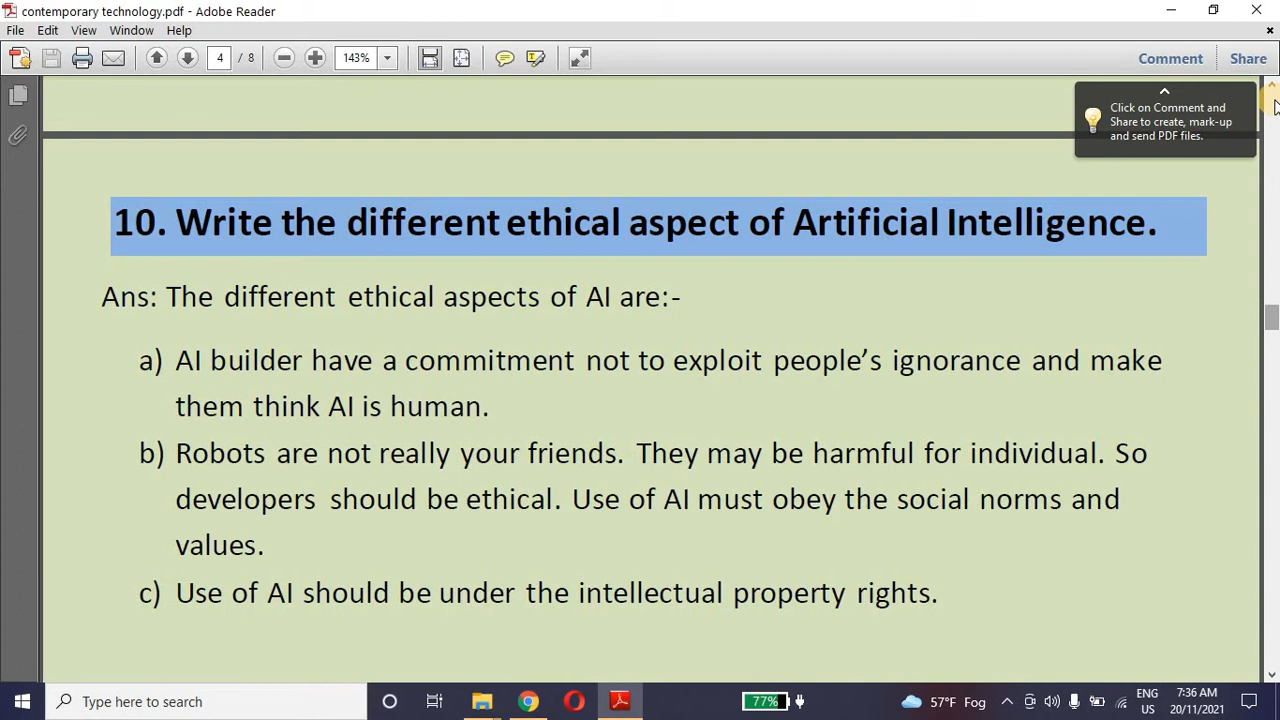 contemporary technology.pdf - Adobe Reader
File Edit View Window Help
4 / 8 143% Comment Share
Click on Comment and
Share to create, mark-up
and send PDF files.
10. Write the different ethical aspect of Artificial Intelligence.
Ans: The different ethical aspects of AI are:-
a) AI builder have a commitment not to exploit people’s ignorance and make
them think AI is human.
b) Robots are not really your friends. They may be harmful for individual. So
developers should be ethical. Use of AI must obey the social norms and
values.
c) Use of AI should be under the intellectual property rights.
Type here to search 77% 57°F Fog ENG 7:36 AM
US 20/11/2021